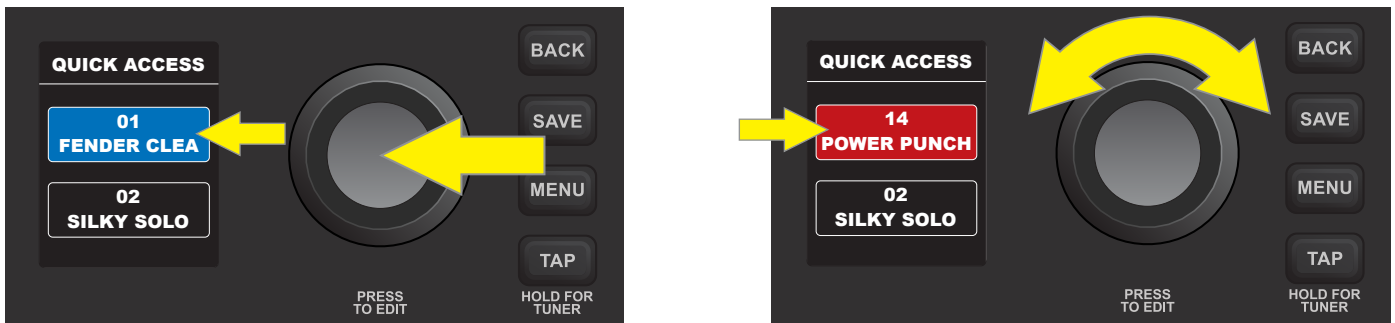 QUICK ACCESS
01
FENDER CLEA
02
SILKY SOLO
BACK
SAVE
MENU
TAP
PRESS
TO EDIT
HOLD FOR
TUNER
QUICK ACCESS
14
POWER PUNCH
02
SILKY SOLO
BACK
SAVE
MENU
TAP
PRESS
TO EDIT
HOLD FOR
TUNER